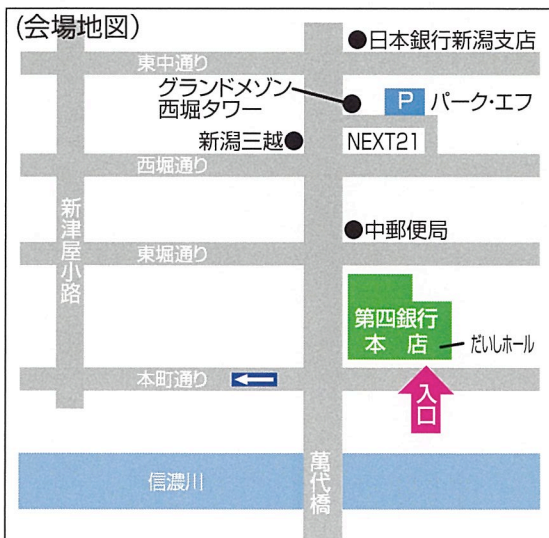 (会場地図)
●日本銀行新潟支店
東中通り
グランドメゾン
西堀タワー
P パーク・エフ
新潟三越●
NEXT21
西堀通り
新津屋小路
●中郵便局
東堀通り
第四銀行
本店
だいしホール
本町通り
入口
信濃川
萬代橋